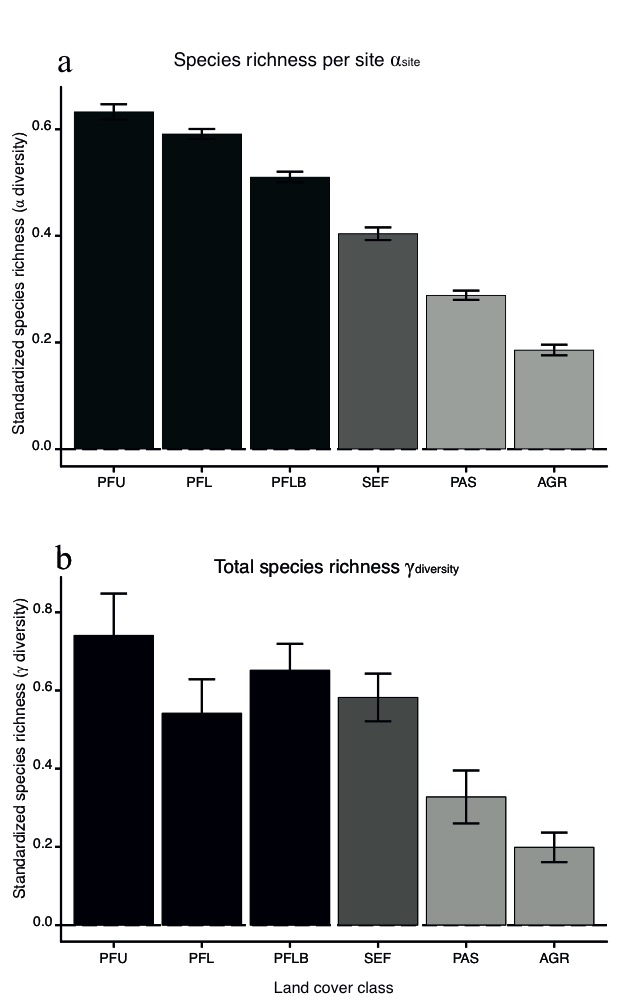 a
Species richness per site αsite
Standardized species richness (α diversity)
0.6
0.4
0.2
0.0
PFU PFL PFLB SEF PAS AGR
b
Total species richness γdiversity
Standardized species richness (γ diversity)
0.8
0.6
0.4
0.2
0.0
PFU PFL PFLB SEF PAS AGR
Land cover class